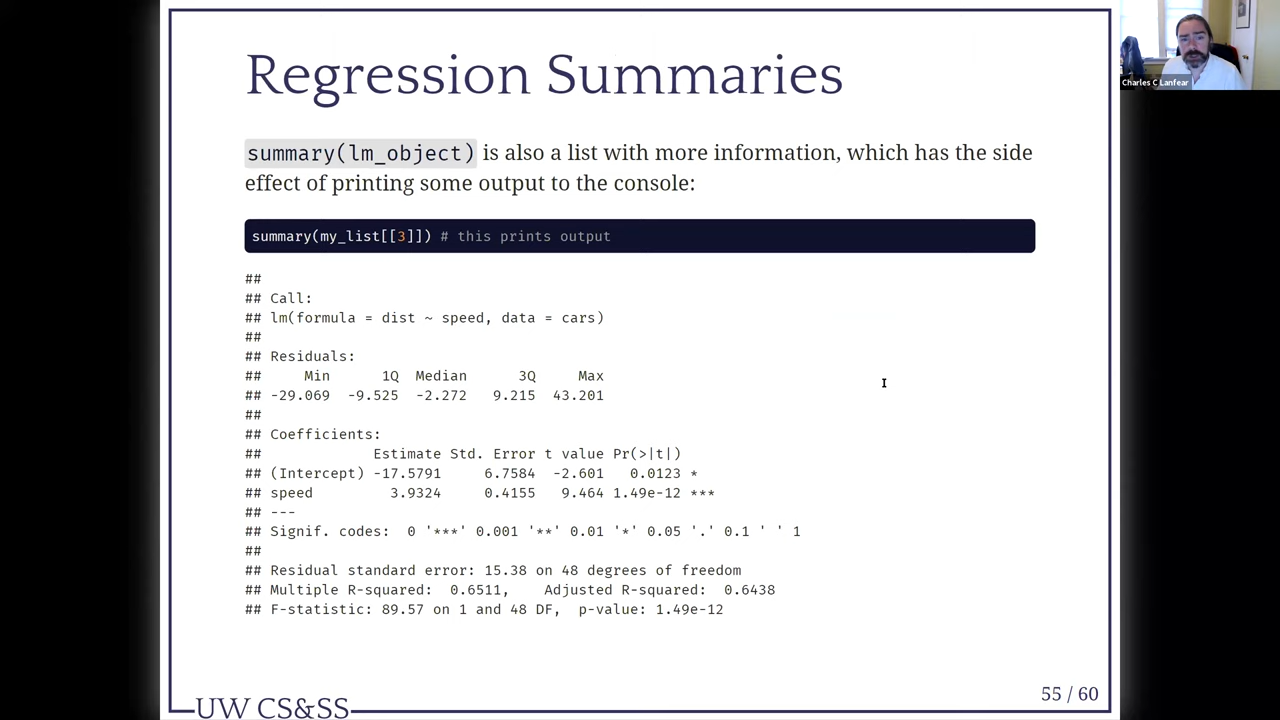 Regression Summaries
Charles C Lanfear
summary(lm_object) is also a list with more information, which has the side
effect of printing some output to the console:
summary(my_list[[3]]) # this prints output
##
## Call:
## lm(formula = dist ~ speed, data = cars)
##
## Residuals:
##     Min      1Q  Median      3Q     Max
## -29.069  -9.525  -2.272   9.215  43.201
##
## Coefficients:
##             Estimate Std. Error t value Pr(>|t|)
## (Intercept) -17.5791     6.7584  -2.601   0.0123 *
## speed         3.9324     0.4155   9.464 1.49e-12 ***
## ---
## Signif. codes:  0 '***' 0.001 '**' 0.01 '*' 0.05 '.' 0.1 ' ' 1
##
## Residual standard error: 15.38 on 48 degrees of freedom
## Multiple R-squared:  0.6511,    Adjusted R-squared:  0.6438
## F-statistic: 89.57 on 1 and 48 DF,  p-value: 1.49e-12
55 / 60
UW CS&SS